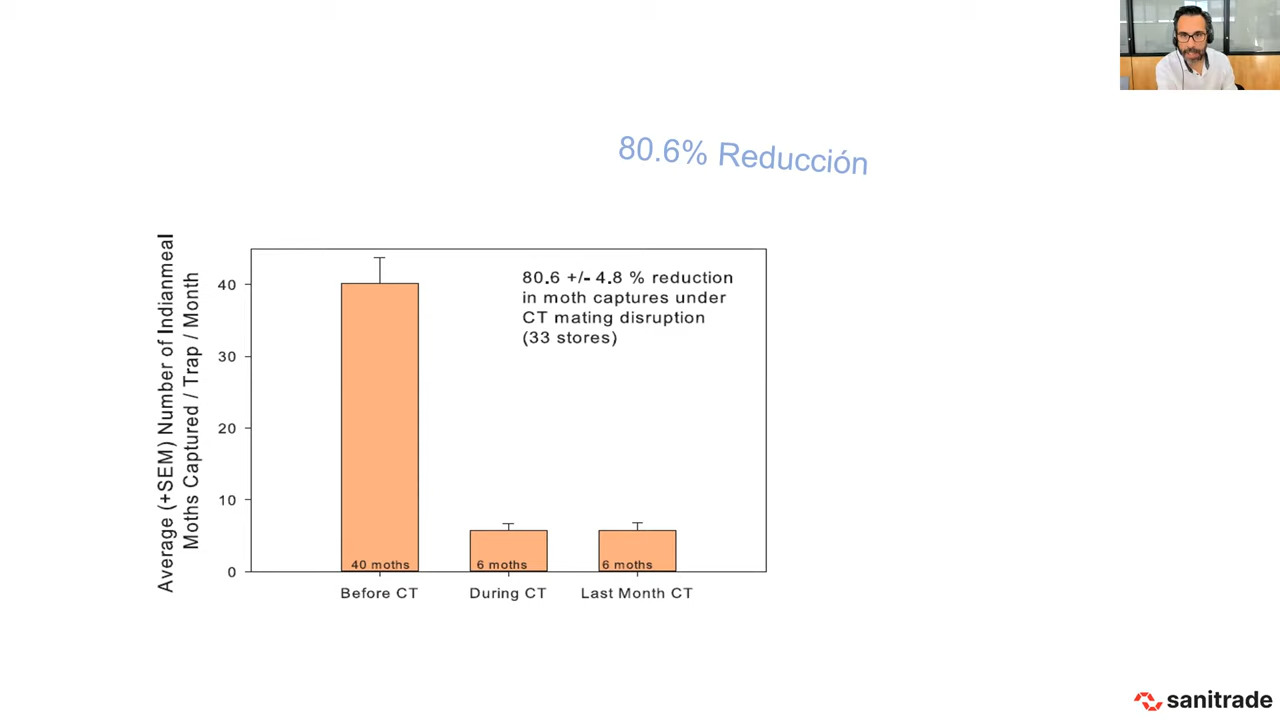 80.6% Reducción
Average (+SEM) Number of Indianmeal
Moths Captured / Trap / Month
80.6 +/- 4.8 % reduction
in moth captures under
CT mating disruption
(33 stores)
40
30
20
10
0
40 moths
6 moths
6 moths
Before CT
During CT
Last Month CT
sanitrade